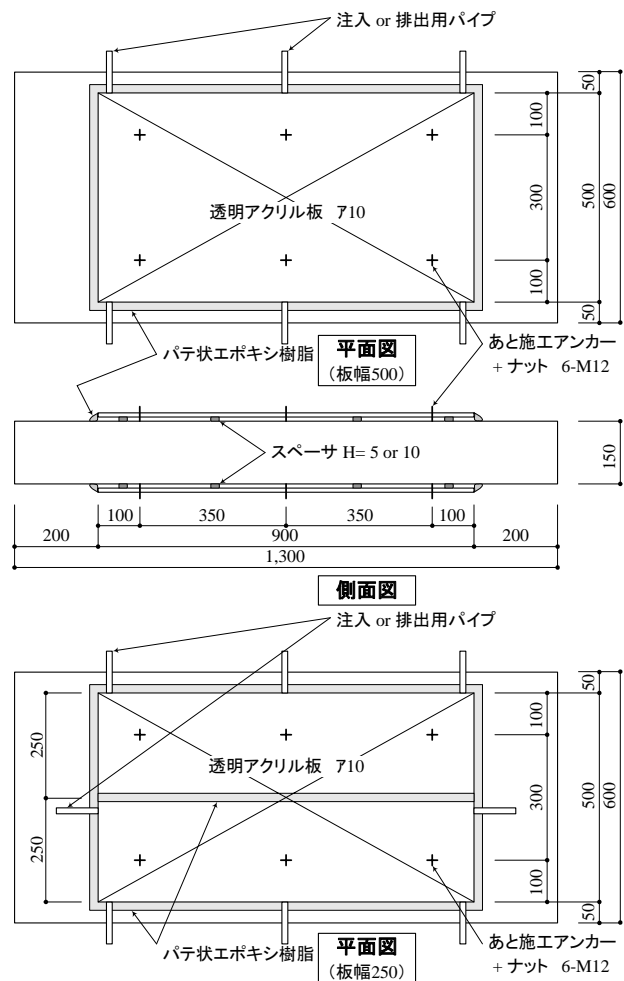 注入 or 排出用パイプ
50
100
300
100
50
500
600
透明アクリル板 ｱ10
パテ状エポキシ樹脂
平面図
（板幅500）
あと施工アンカー
+ ナット 6-M12
スペーサ H= 5 or 10
150
100
350
350
100
200
900
200
1,300
側面図
注入 or 排出用パイプ
50
250
250
100
300
100
50
500
600
透明アクリル板 ｱ10
パテ状エポキシ樹脂
平面図
（板幅250）
あと施工アンカー
+ ナット 6-M12